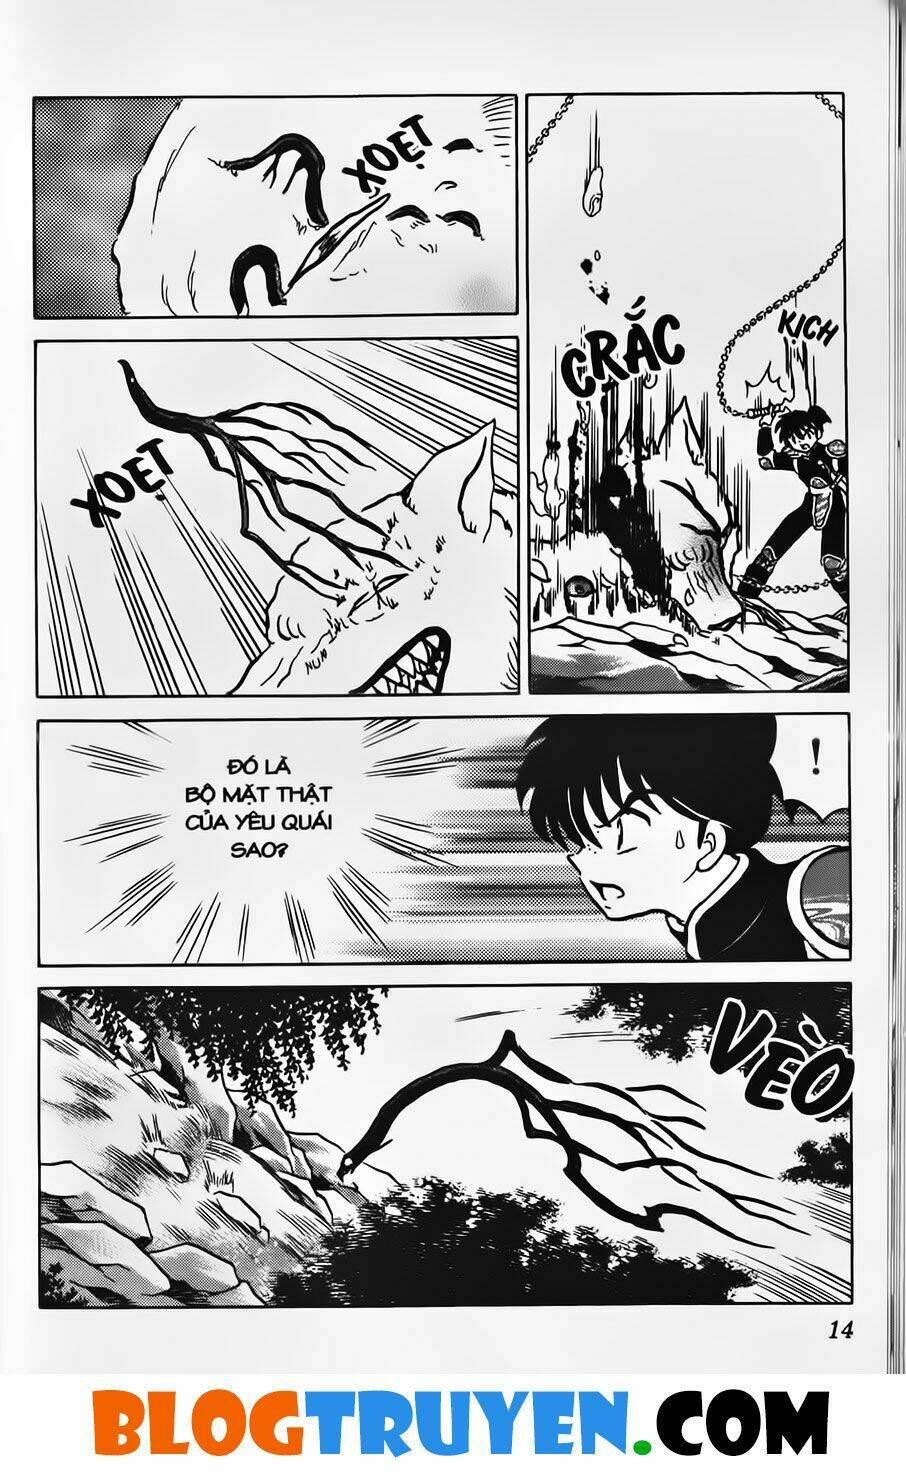 XOẸT
CRẮC
KỊCH
XOẸT
ĐÓ LÀ
BỘ MẶT THẬT
CỦA YÊU QUÁI
SAO?
!
VÈO
14
BLOGTRUYEN.COM